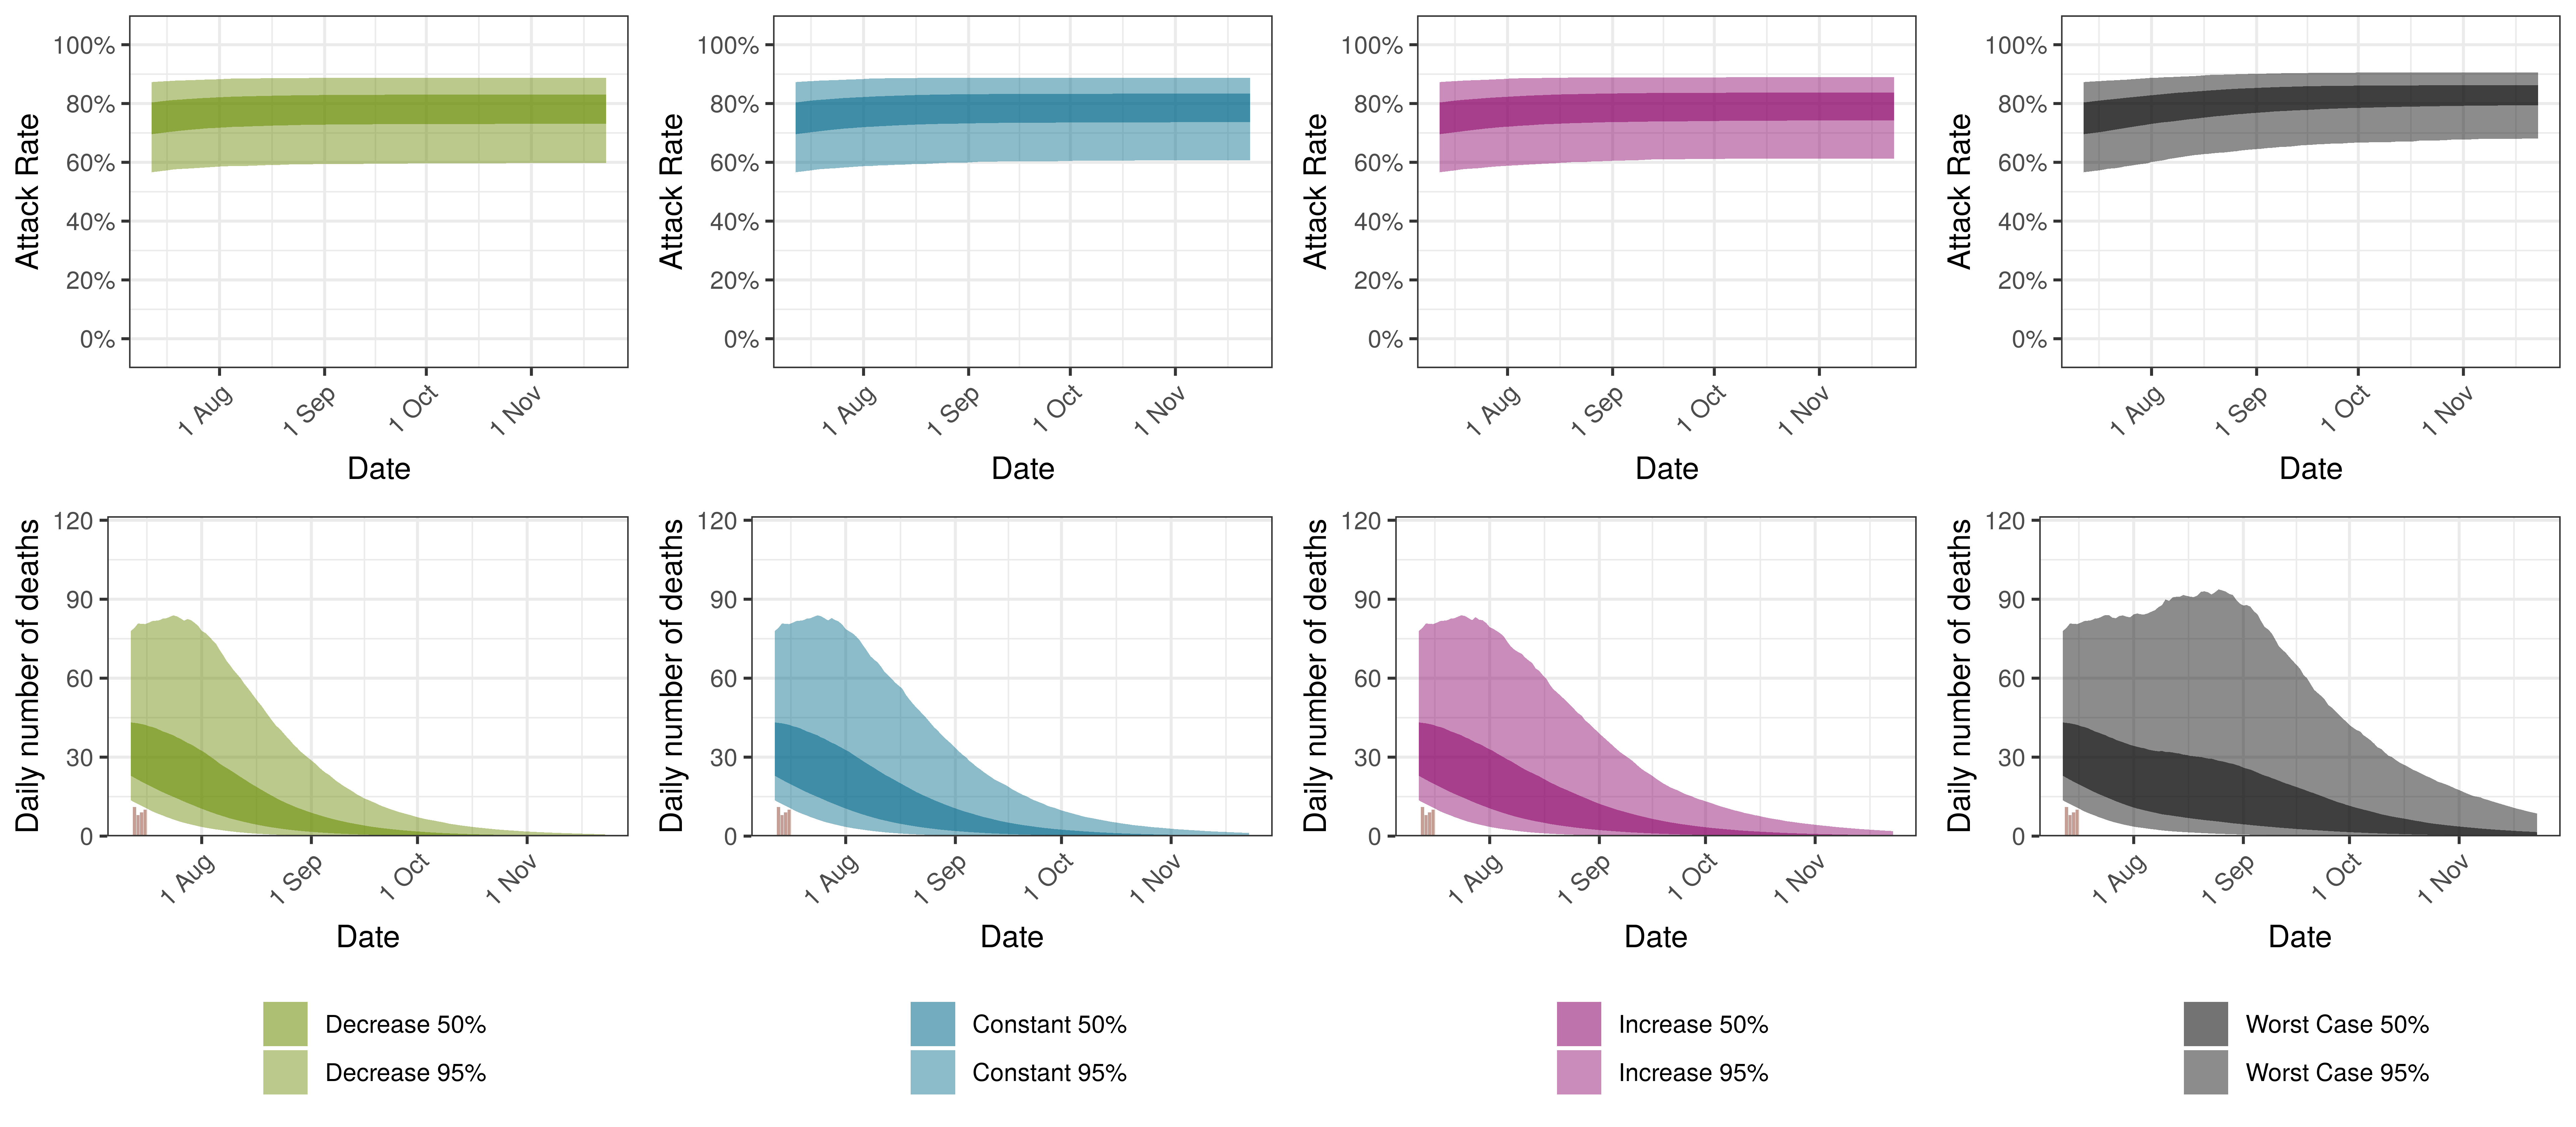 Attack Rate
100%
80%
60%
40%
20%
0%
1 Aug
1 Sep
1 Oct
1 Nov
Date
Attack Rate
100%
80%
60%
40%
20%
0%
1 Aug
1 Sep
1 Oct
1 Nov
Date
Attack Rate
100%
80%
60%
40%
20%
0%
1 Aug
1 Sep
1 Oct
1 Nov
Date
Attack Rate
100%
80%
60%
40%
20%
0%
1 Aug
1 Sep
1 Oct
1 Nov
Date
Daily number of deaths
120
90
60
30
0
1 Aug
1 Sep
1 Oct
1 Nov
Date
Daily number of deaths
120
90
60
30
0
1 Aug
1 Sep
1 Oct
1 Nov
Date
Daily number of deaths
120
90
60
30
0
1 Aug
1 Sep
1 Oct
1 Nov
Date
Daily number of deaths
120
90
60
30
0
1 Aug
1 Sep
1 Oct
1 Nov
Date
Decrease 50%
Decrease 95%
Constant 50%
Constant 95%
Increase 50%
Increase 95%
Worst Case 50%
Worst Case 95%